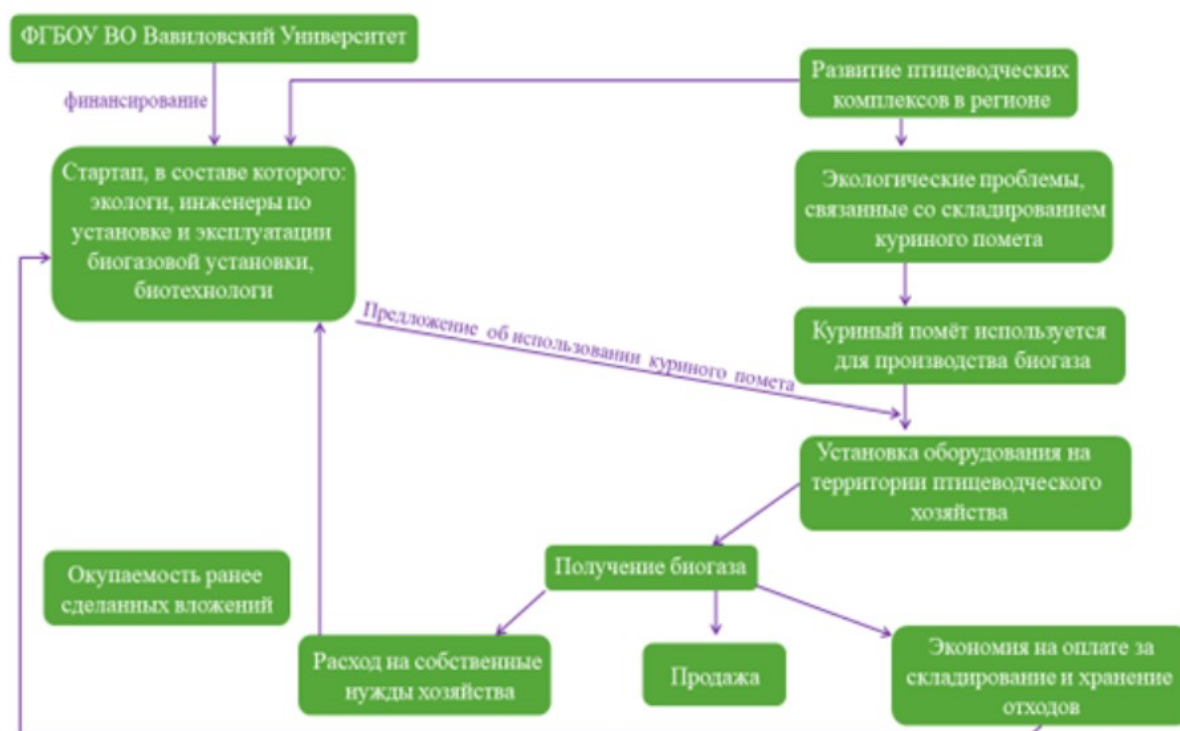 ФГБОУ ВО Вавиловский Университет
финансирование
Развитие птицеводческих
комплексов в регионе
Стартап, в составе которого:
экологи, инженеры по
установке и эксплуатации
биогазовой установки,
биотехнологи
Экологические проблемы,
связанные со складированием
куриного помета
Предложение об использовании куриного помета
Куриный помёт используется
для производства биогаза
Установка оборудования на
территории птицеводческого
хозяйства
Получение биогаза
Окупаемость ранее
сделанных вложений
Расход на собственные
нужды хозяйства
Продажа
Экономия на оплате за
складирование и хранение
отходов